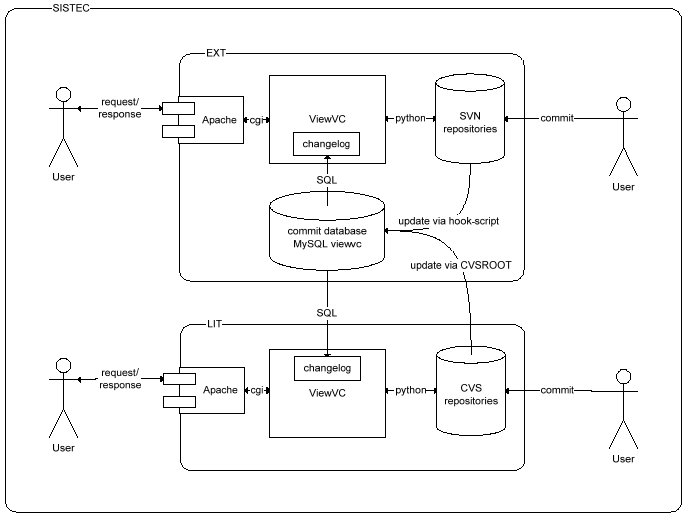 SISTEC
EXT
request/
response
Apache
cgi
ViewVC
changelog
python
SVN
repositories
commit
User
User
SQL
commit database
MySQL viewvc
update via hook-script
update via CVSROOT
SQL
LIT
request/
response
Apache
cgi
changelog
ViewVC
python
CVS
repositories
commit
User
User